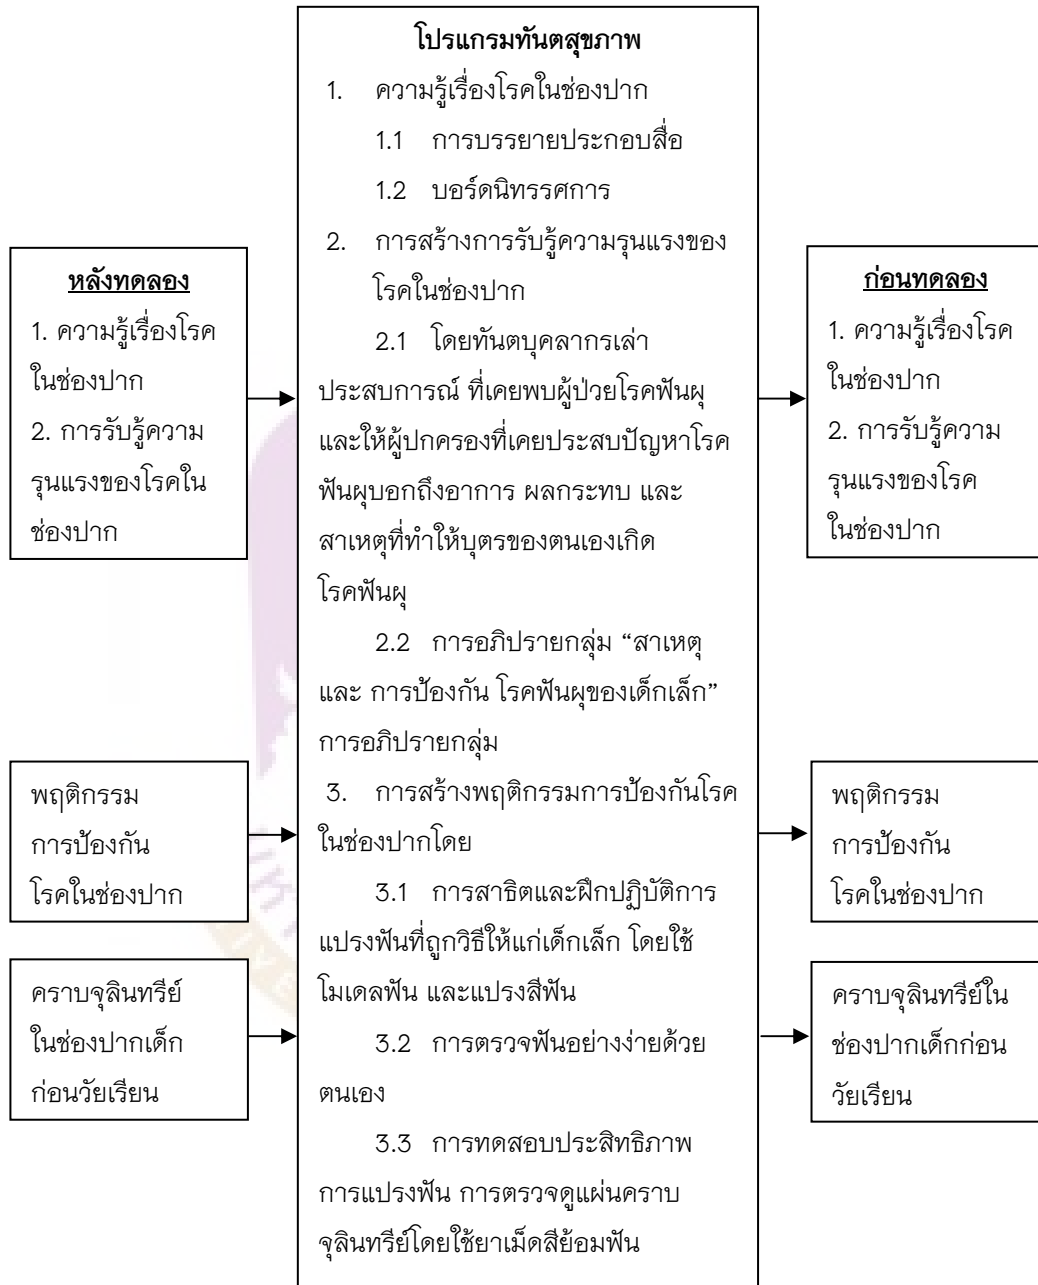 หลังทดลอง
1. ความรู้เรื่องโรค
ในช่องปาก
2. การรับรู้ความ
รุนแรงของโรคใน
ช่องปาก
พฤติกรรม
การป้องกัน
โรคในช่องปาก
คราบจุลินทรีย์
ในช่องปากเด็ก
ก่อนวัยเรียน
โปรแกรมทันตสุขภาพ
1. ความรู้เรื่องโรคในช่องปาก
1.1 การบรรยายประกอบสื่อ
1.2 บอร์ดนิทรรศการ
2. การสร้างการรับรู้ความรุนแรงของ
โรคในช่องปาก
2.1 โดยทันตบุคลากรเล่า
ประสบการณ์ ที่เคยพบผู้ป่วยโรคฟันผุ
และให้ผู้ปกครองที่เคยประสบปัญหาโรค
ฟันผุบอกถึงอาการ ผลกระทบ และ
สาเหตุที่ทำให้บุตรของตนเองเกิด
โรคฟันผุ
2.2 การอภิปรายกลุ่ม “สาเหตุ
และ การป้องกัน โรคฟันผุของเด็กเล็ก”
การอภิปรายกลุ่ม
3. การสร้างพฤติกรรมการป้องกันโรค
ในช่องปากโดย
3.1 การสาธิตและฝึกปฏิบัติการ
แปรงฟันที่ถูกวิธีให้แก่เด็กเล็ก โดยใช้
โมเดลฟัน และแปรงสีฟัน
3.2 การตรวจฟันอย่างง่ายด้วย
ตนเอง
3.3 การทดสอบประสิทธิภาพ
การแปรงฟัน การตรวจดูแผ่นคราบ
จุลินทรีย์โดยใช้ยาเม็ดสีย้อมฟัน
ก่อนทดลอง
1. ความรู้เรื่องโรค
ในช่องปาก
2. การรับรู้ความ
รุนแรงของโรค
ในช่องปาก
พฤติกรรม
การป้องกัน
โรคในช่องปาก
คราบจุลินทรีย์ใน
ช่องปากเด็กก่อน
วัยเรียน